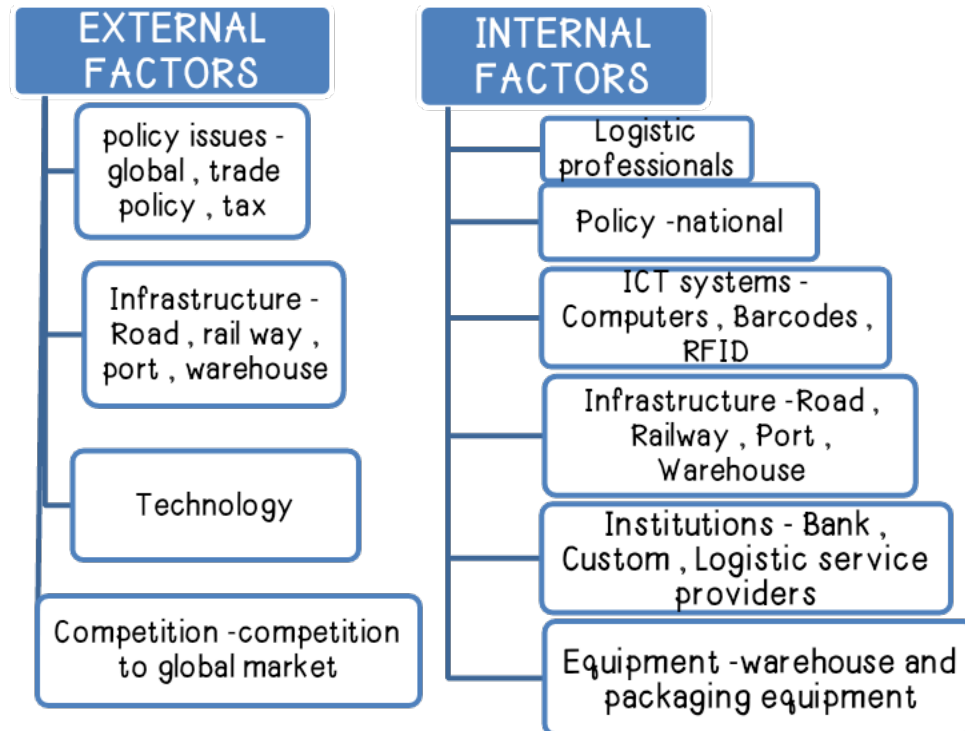 EXTERNAL
FACTORS
policy issues -
global , trade
policy , tax
Infrastructure -
Road , rail way ,
port , warehouse
Technology
Competition -competition
to global market
INTERNAL
FACTORS
Logistic
professionals
Policy -national
ICT systems -
Computers , Barcodes ,
RFID
Infrastructure -Road ,
Railway , Port ,
Warehouse
Institutions - Bank ,
Custom , Logistic service
providers
Equipment -warehouse and
packaging equipment